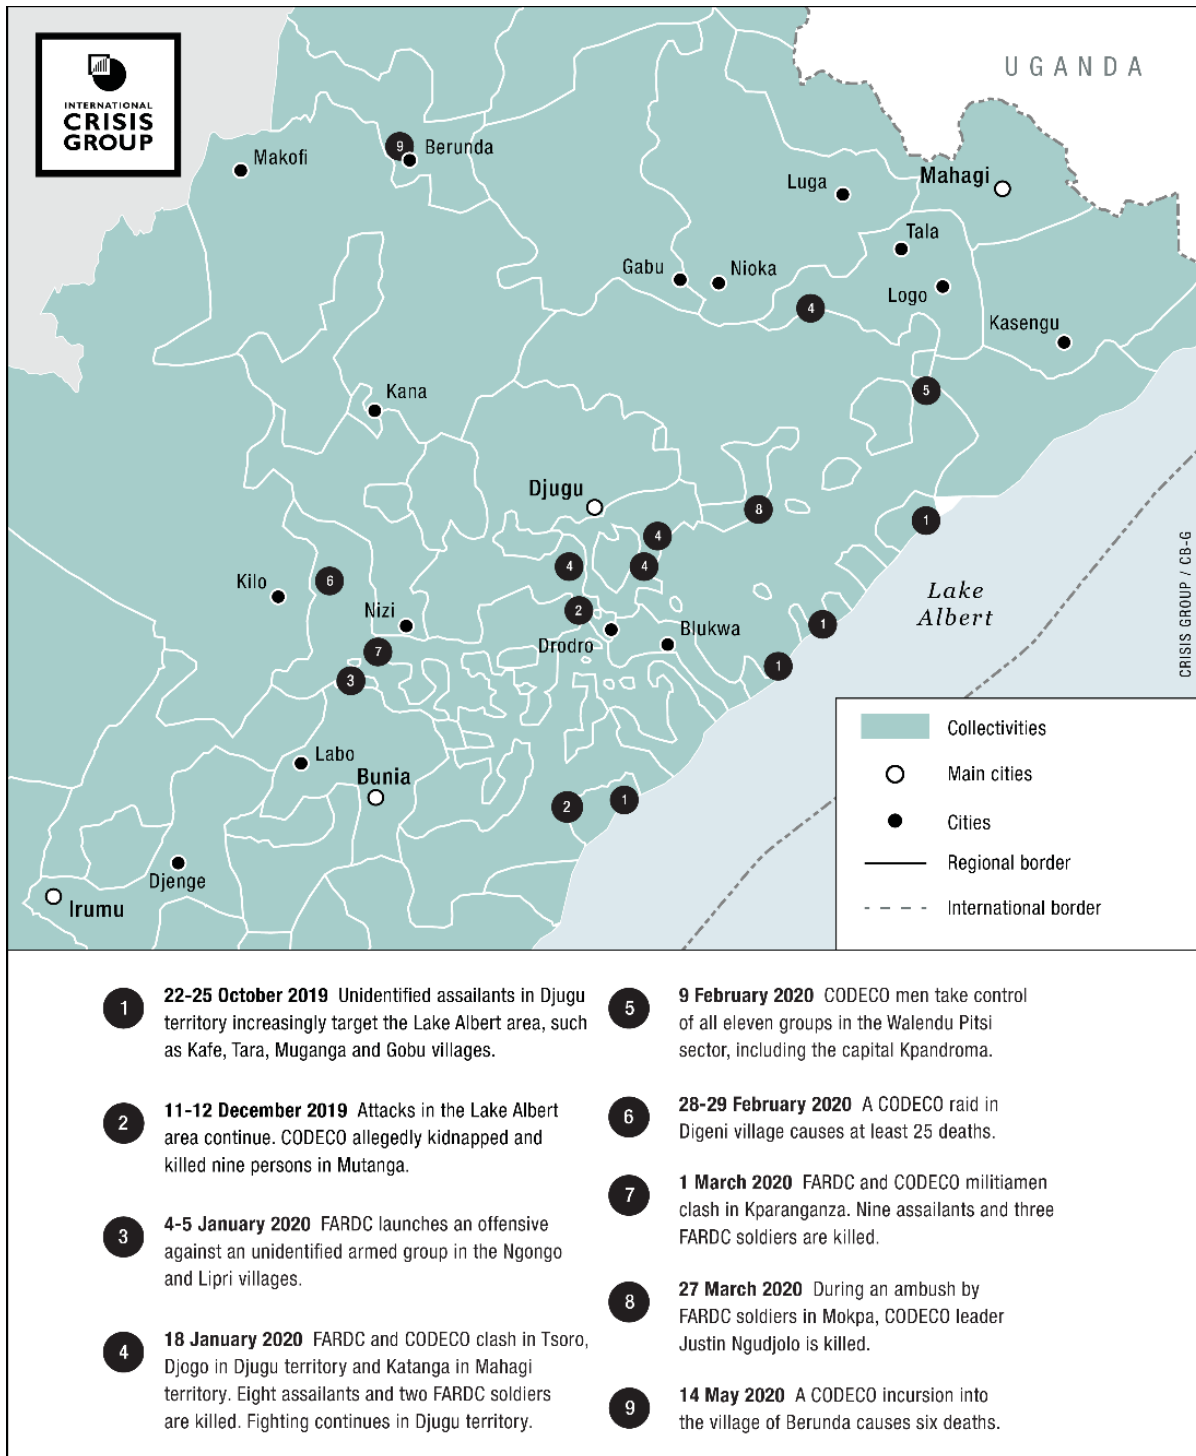 INTERNATIONAL
CRISIS
GROUP
UGANDA
Makofi
9
Berunda
Luga
Mahagi
Tala
Gabu
Nioka
Logo
4
Kasengu
5
Kana
Djugu
8
1
4
4
4
Kilo
6
2
Nizi
Drodro
Blukwa
1
Lake
Albert
7
3
1
Labo
Bunia
2
1
Djenge
Irumu
CRISIS GROUP / CB-G
Collectivities
Main cities
Cities
Regional border
International border
1
22-25 October 2019 Unidentified assailants in Djugu
territory increasingly target the Lake Albert area, such
as Kafe, Tara, Muganga and Gobu villages.
2
11-12 December 2019 Attacks in the Lake Albert
area continue. CODECO allegedly kidnapped and
killed nine persons in Mutanga.
3
4-5 January 2020 FARDC launches an offensive
against an unidentified armed group in the Ngongo
and Lipri villages.
4
18 January 2020 FARDC and CODECO clash in Tsoro,
Djogo in Djugu territory and Katanga in Mahagi
territory. Eight assailants and two FARDC soldiers
are killed. Fighting continues in Djugu territory.
5
9 February 2020 CODECO men take control
of all eleven groups in the Walendu Pitsi
sector, including the capital Kpandroma.
6
28-29 February 2020 A CODECO raid in
Digeni village causes at least 25 deaths.
7
1 March 2020 FARDC and CODECO militiamen
clash in Kparanganza. Nine assailants and three
FARDC soldiers are killed.
8
27 March 2020 During an ambush by
FARDC soldiers in Mokpa, CODECO leader
Justin Ngudjolo is killed.
9
14 May 2020 A CODECO incursion into
the village of Berunda causes six deaths.